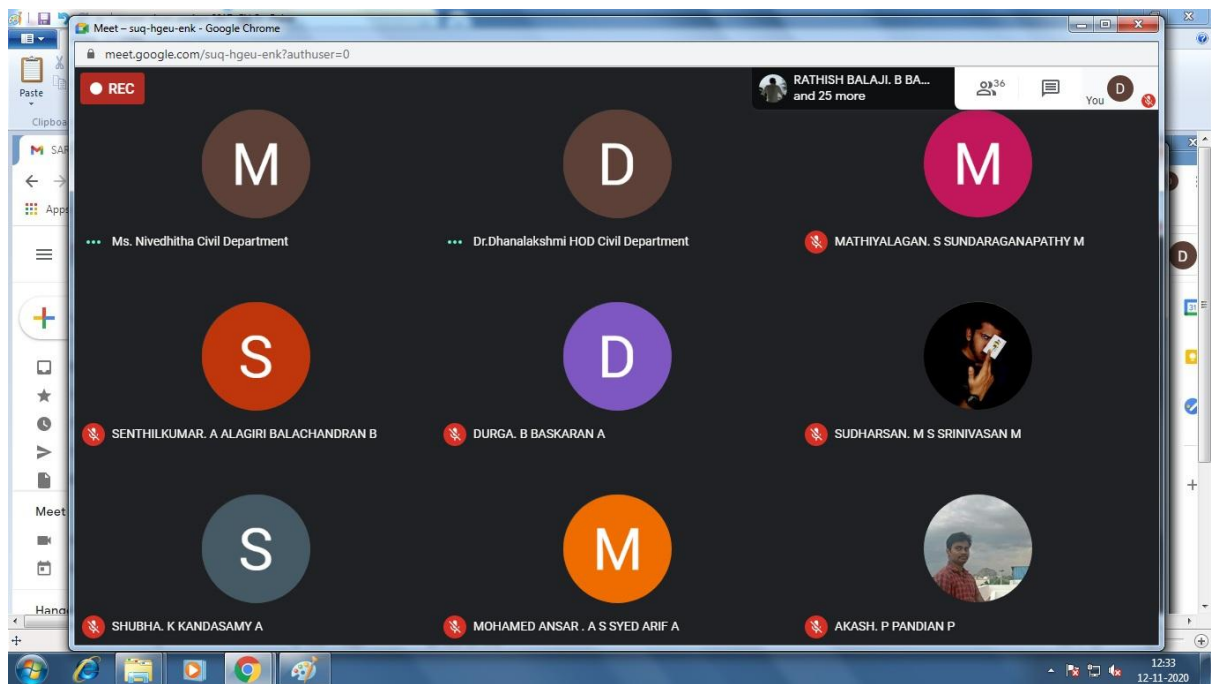 Meet – suq-hgeu-enk - Google Chrome
meet.google.com/suq-hgeu-enk?authuser=0
Paste
REC
RATHISH BALAJI. B BA...
and 25 more
36
You
D
M
D
M
Ms. Nivedhitha Civil Department
Dr.Dhanalakshmi HOD Civil Department
MATHIYALAGAN. S SUNDARAGANAPATHY M
D
31
S
D
SENTHILKUMAR. A ALAGIRI BALACHANDRAN B
DURGA. B BASKARAN A
SUDHARSAN. M S SRINIVASAN M
Meet
S
M
SHUBHA. K KANDASAMY A
MOHAMED ANSAR . A S SYED ARIF A
AKASH. P PANDIAN P
12:33
12-11-2020